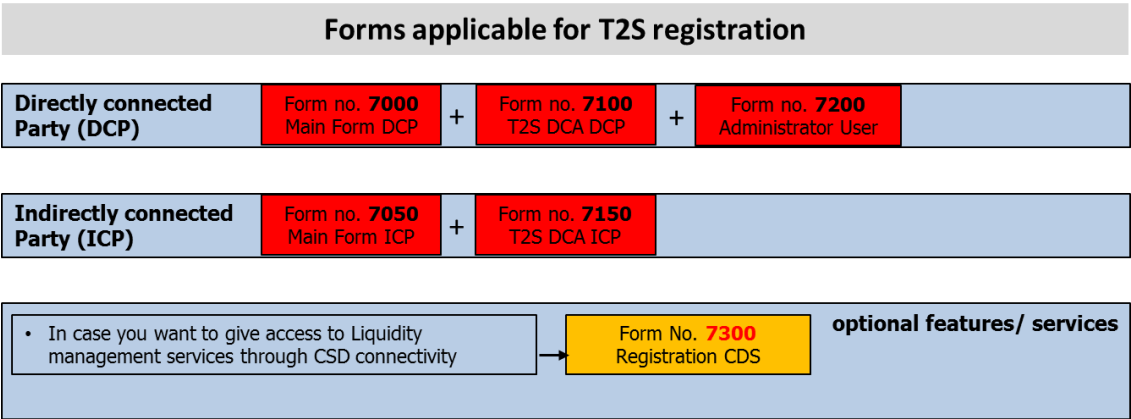 Forms applicable for T2S registration
Directly connected
Party (DCP)
Form no. 7000
Main Form DCP
+
Form no. 7100
T2S DCA DCP
+
Form no. 7200
Administrator User
Indirectly connected
Party (ICP)
Form no. 7050
Main Form ICP
+
Form no. 7150
T2S DCA ICP
• In case you want to give access to Liquidity
management services through CSD connectivity
Form No. 7300
Registration CDS
optional features/ services